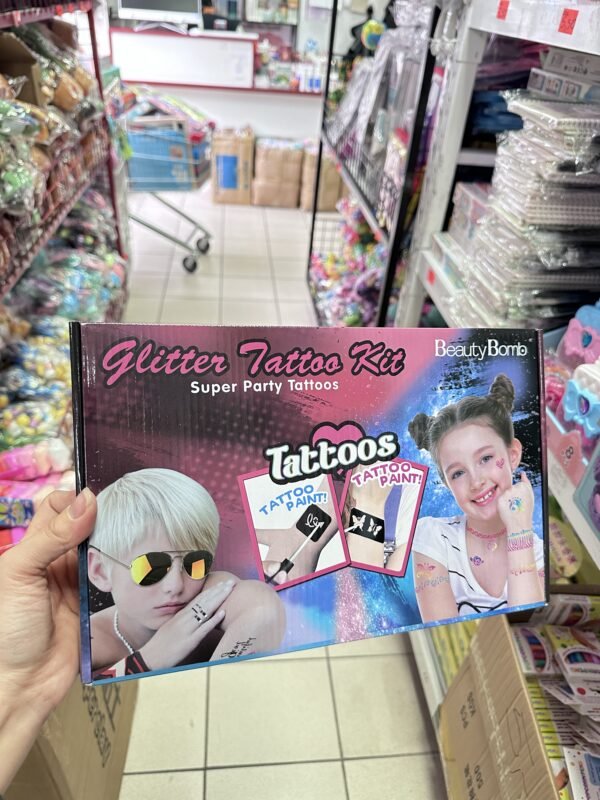 Glitter Tattoo Kit
Super Party Tattoos
BeautyBomb
Tattoos
TATTOO
PAINT!
TATTOO
PAINT!